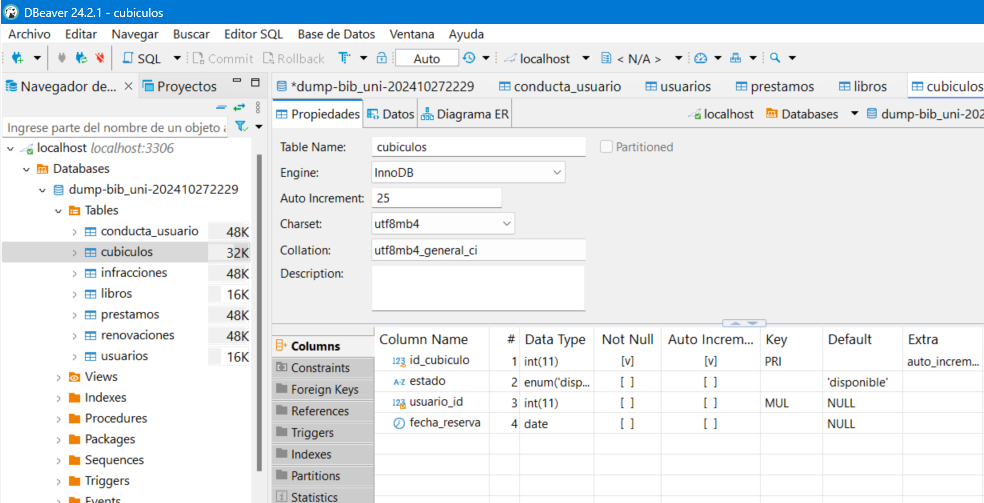 DBeaver 24.2.1 - cubiculos
Archivo Editar Navegar Buscar Editor SQL Base de Datos Ventana Ayuda
SQL Commit Rollback Auto localhost < N/A >
Navegador de... Proyectos
*dump-bib_uni-202410272229 conducta_usuario usuarios prestamos libros cubiculos
Ingrese parte del nombre de un objeto a
Propiedades Datos Diagrama ER localhost Databases dump-bib_uni-202
localhost localhost:3306
Databases
dump-bib_uni-202410272229
Tables
conducta_usuario 48K
cubiculos 32K
infracciones 48K
libros 16K
prestamos 48K
renovaciones 48K
usuarios 16K
Views
Indexes
Procedures
Packages
Sequences
Triggers
Events
Table Name: cubiculos Partitioned
Engine: InnoDB
Auto Increment: 25
Charset: utf8mb4
Collation: utf8mb4_general_ci
Description:
Columns
Constraints
Foreign Keys
References
Triggers
Indexes
Partitions
Statistics
Column Name # Data Type Not Null Auto Increm... Key Default Extra
123 id_cubiculo 1 int(11) [v] [v] PRI auto_increm...
A-Z estado 2 enum('disp... [ ] [ ] 'disponible'
123 usuario_id 3 int(11) [ ] [ ] MUL NULL
fecha_reserva 4 date [ ] [ ] NULL